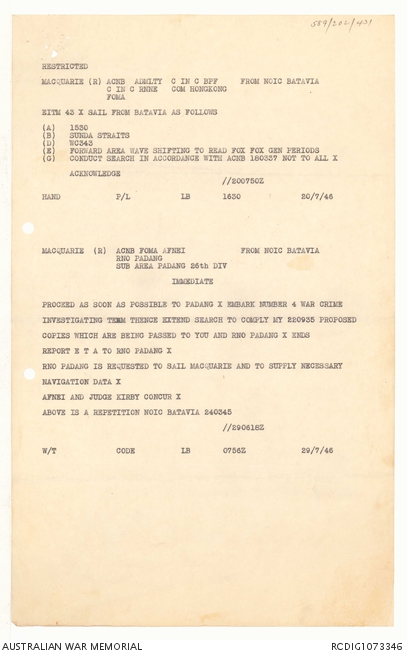 589/202/431
RESTRICTED
MACQUARIE (R) ACNB ADMLTY C IN C BPF FROM NOIC BATAVIA
C IN C RNNE COM HONGKONG
FOMA
EITM 43 X SAIL FROM BATAVIA AS FOLLOWS
(A) 1530
(B) SUNDA STRAITS
(D) WC343
(E) FORWARD AREA WAVE SHIFTING TO READ FOX FOX GEN PERIODS
(G) CONDUCT SEARCH IN ACCORDANCE WITH ACNB 180337 NOT TO ALL X
ACKNOWLEDGE
//200750Z
HAND P/L LB 1630 20/7/46
MACQUARIE (R) ACNB FOMA AFNEI FROM NOIC BATAVIA
RNO PADANG
SUB AREA PADANG 26th DIV
IMMEDIATE
PROCEED AS SOON AS POSSIBLE TO PADANG X EMBARK NUMBER 4 WAR CRIME
INVESTIGATING TEAM THENCE EXTEND SEARCH TO COMPLY MY 220935 PROPOSED
COPIES WHICH ARE BEING PASSED TO YOU AND RNO PADANG X ENDS
REPORT E T A TO RNO PADANG X
RNO PADANG IS REQUESTED TO SAIL MACQUARIE AND TO SUPPLY NECESSARY
NAVIGATION DATA X
AFNEI AND JUDGE KIRBY CONCUR X
ABOVE IS A REPETITION NOIC BATAVIA 240345
//290618Z
W/T CODE LB 0756Z 29/7/46
AUSTRALIAN WAR MEMORIAL
RCDIG1073346